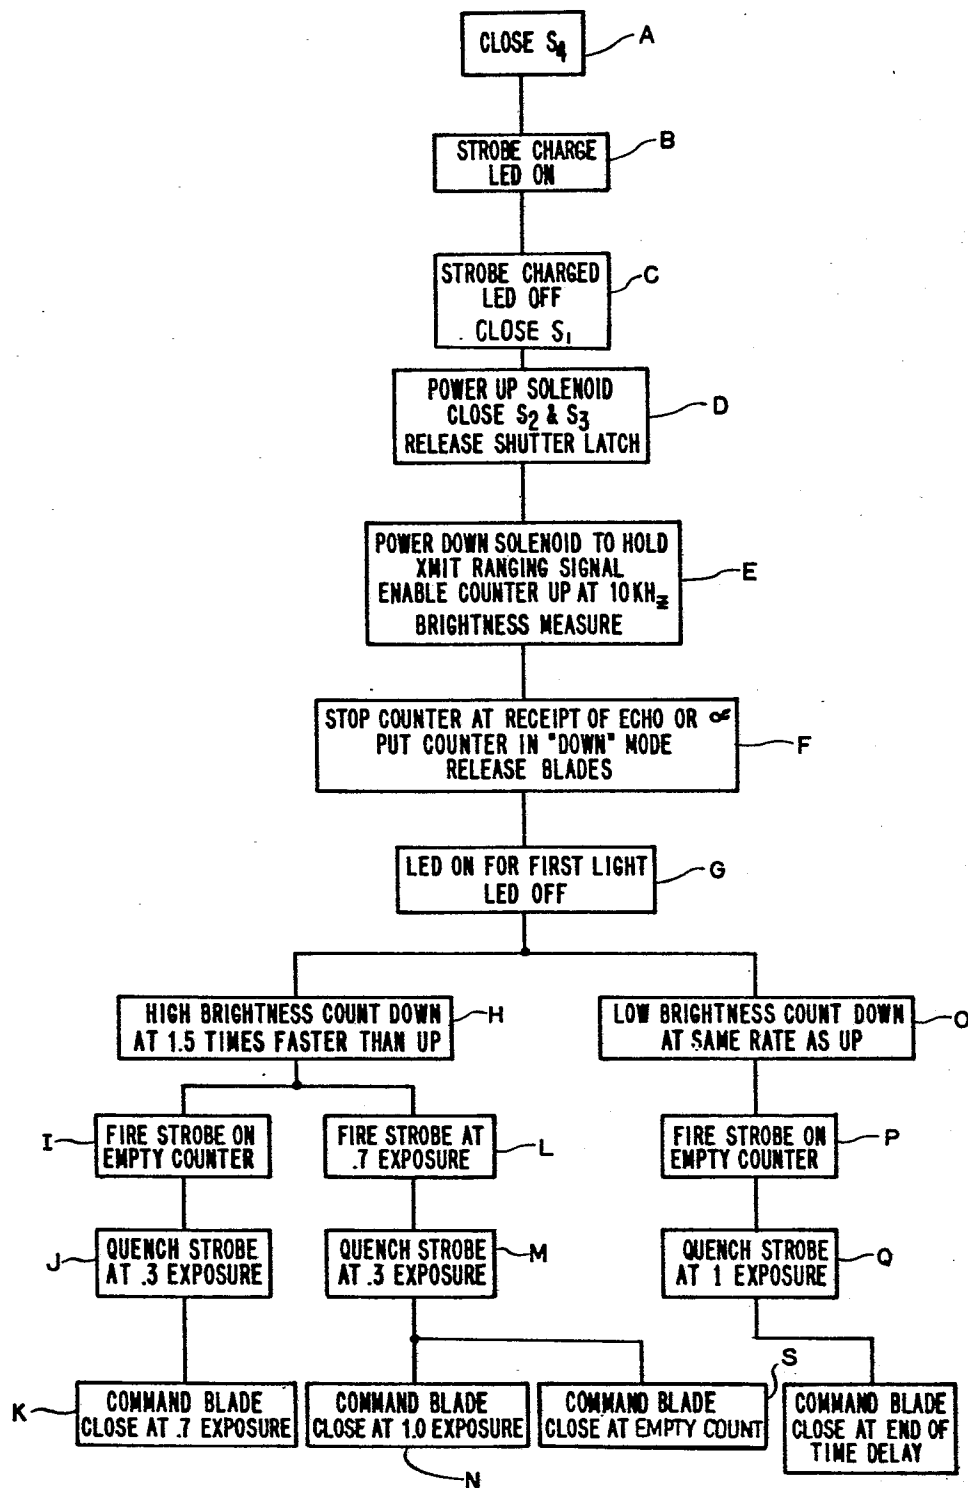 CLOSE S4
A
STROBE CHARGE
LED ON
B
STROBE CHARGED
LED OFF
CLOSE S1
C
POWER UP SOLENOID
CLOSE S2 & S3
RELEASE SHUTTER LATCH
D
POWER DOWN SOLENOID TO HOLD
XMIT RANGING SIGNAL
ENABLE COUNTER UP AT 10 KHz
BRIGHTNESS MEASURE
E
STOP COUNTER AT RECEIPT OF ECHO OR ∝
PUT COUNTER IN "DOWN" MODE
RELEASE BLADES
F
LED ON FOR FIRST LIGHT
LED OFF
G
HIGH BRIGHTNESS COUNT DOWN
AT 1.5 TIMES FASTER THAN UP
H
LOW BRIGHTNESS COUNT DOWN
AT SAME RATE AS UP
O
I
FIRE STROBE ON
EMPTY COUNTER
FIRE STROBE AT
.7 EXPOSURE
L
FIRE STROBE ON
EMPTY COUNTER
P
J
QUENCH STROBE
AT .3 EXPOSURE
QUENCH STROBE
AT .3 EXPOSURE
M
QUENCH STROBE
AT 1 EXPOSURE
Q
K
COMMAND BLADE
CLOSE AT .7 EXPOSURE
COMMAND BLADE
CLOSE AT 1.0 EXPOSURE
N
COMMAND BLADE
CLOSE AT EMPTY COUNT
S
COMMAND BLADE
CLOSE AT END OF
TIME DELAY